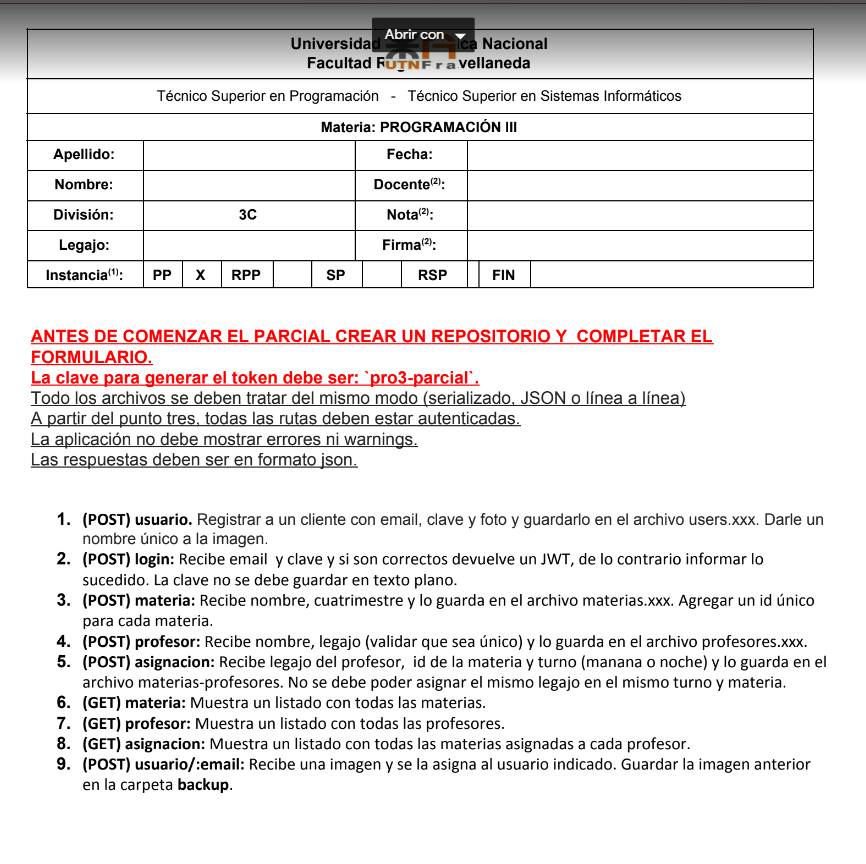 Abrir con
Universidad ica Nacional
Facultad R vellaneda
UTNFra
Técnico Superior en Programación - Técnico Superior en Sistemas Informáticos
Materia: PROGRAMACIÓN III
Apellido: Fecha:
Nombre: Docente(2):
División: 3C Nota(2):
Legajo: Firma(2):
Instancia(1): PP X RPP SP RSP FIN
ANTES DE COMENZAR EL PARCIAL CREAR UN REPOSITORIO Y COMPLETAR EL
FORMULARIO.
La clave para generar el token debe ser: `pro3-parcial`.
Todo los archivos se deben tratar del mismo modo (serializado, JSON o línea a línea)
A partir del punto tres, todas las rutas deben estar autenticadas.
La aplicación no debe mostrar errores ni warnings.
Las respuestas deben ser en formato json.
1. (POST) usuario. Registrar a un cliente con email, clave y foto y guardarlo en el archivo users.xxx. Darle un
nombre único a la imagen.
2. (POST) login: Recibe email y clave y si son correctos devuelve un JWT, de lo contrario informar lo
sucedido. La clave no se debe guardar en texto plano.
3. (POST) materia: Recibe nombre, cuatrimestre y lo guarda en el archivo materias.xxx. Agregar un id único
para cada materia.
4. (POST) profesor: Recibe nombre, legajo (validar que sea único) y lo guarda en el archivo profesores.xxx.
5. (POST) asignacion: Recibe legajo del profesor, id de la materia y turno (manana o noche) y lo guarda en el
archivo materias-profesores. No se debe poder asignar el mismo legajo en el mismo turno y materia.
6. (GET) materia: Muestra un listado con todas las materias.
7. (GET) profesor: Muestra un listado con todas las profesores.
8. (GET) asignacion: Muestra un listado con todas las materias asignadas a cada profesor.
9. (POST) usuario/:email: Recibe una imagen y se la asigna al usuario indicado. Guardar la imagen anterior
en la carpeta backup.